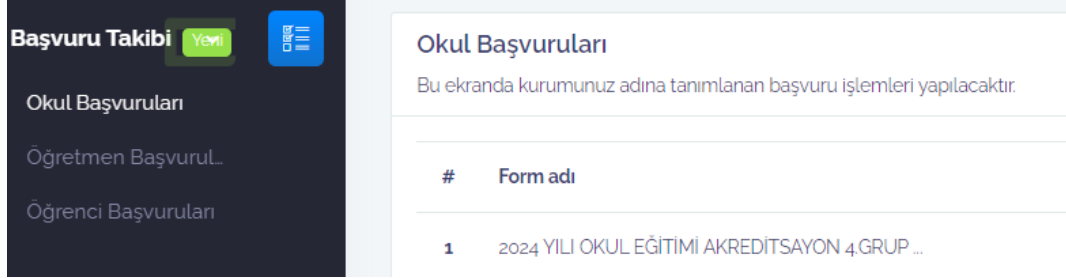 Başvuru Takibi Yeni
Okul Başvuruları
Öğretmen Başvurul...
Öğrenci Başvuruları
Okul Başvuruları
Bu ekranda kurumunuz adına tanımlanan başvuru işlemleri yapılacaktır.
# Form adı
1 2024 YILI OKUL EĞİTİMİ AKREDİTSAYON 4.GRUP ...